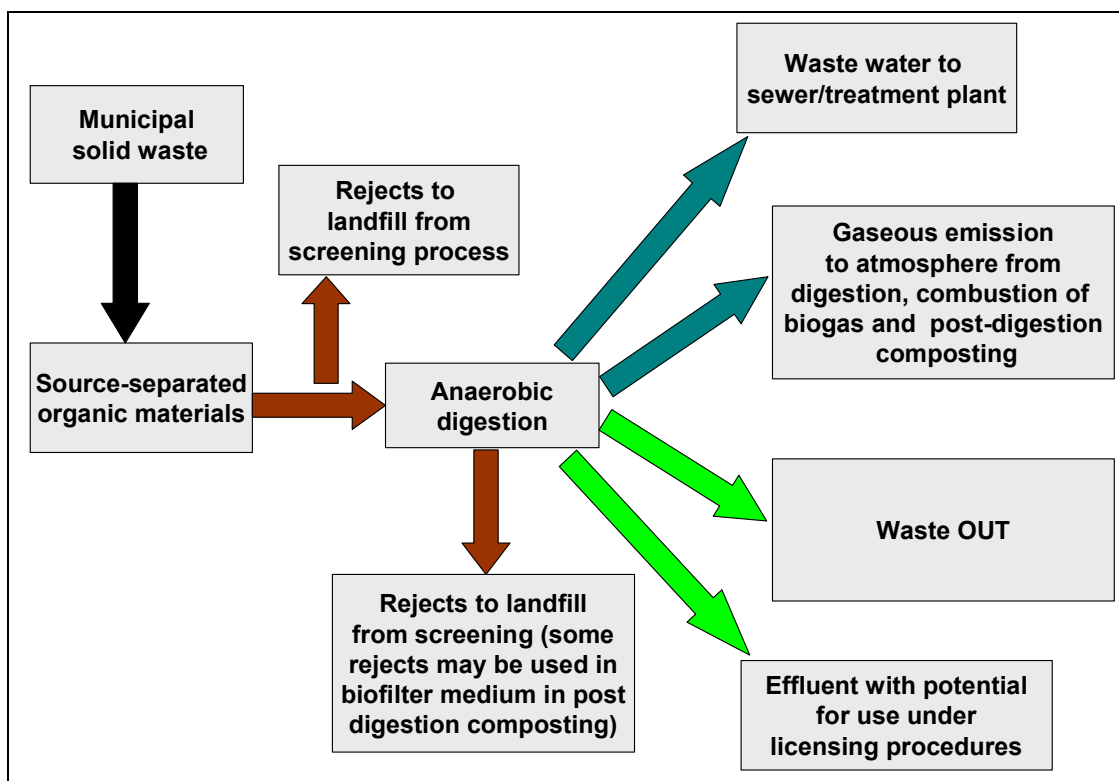 Municipal
solid waste
Source-separated
organic materials
Rejects to
landfill from
screening process
Anaerobic
digestion
Rejects to landfill
from screening (some
rejects may be used in
biofilter medium in post
digestion composting)
Waste water to
sewer/treatment plant
Gaseous emission
to atmosphere from
digestion, combustion of
biogas and post-digestion
composting
Waste OUT
Effluent with potential
for use under
licensing procedures